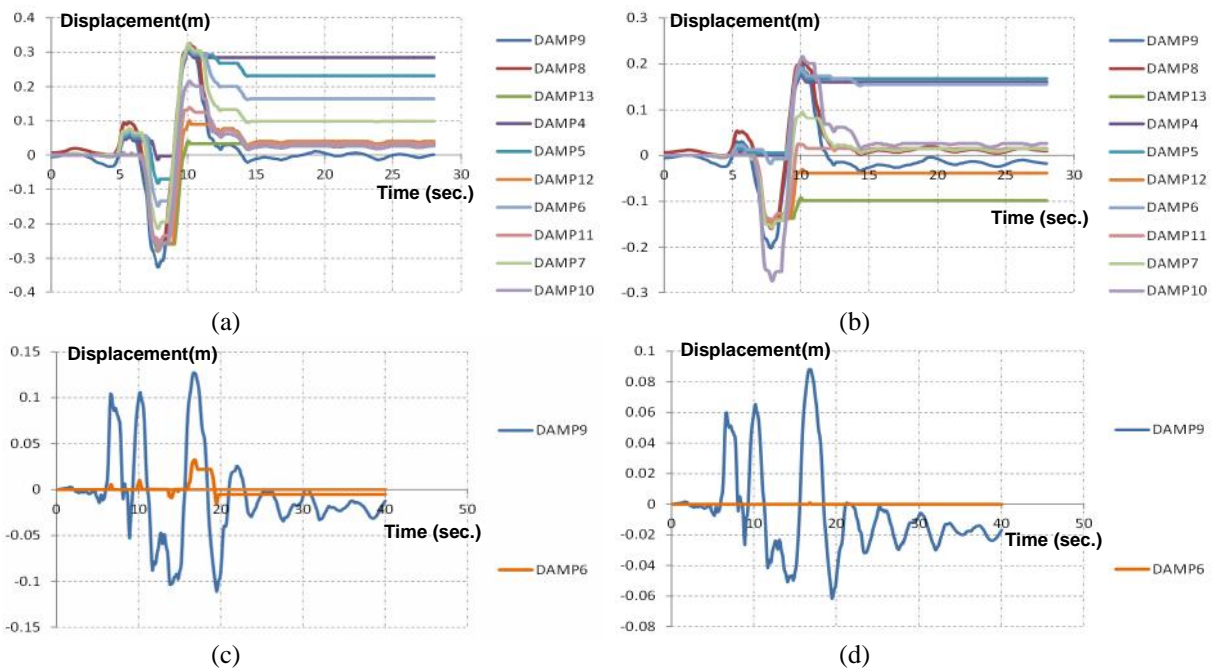 Displacement(m)
0.4
0.3
0.2
0.1
0
-0.1
-0.2
-0.3
-0.4
0
5
10
15
20
25
30
Time (sec.)
DAMP9
DAMP8
DAMP13
DAMP4
DAMP5
DAMP12
DAMP6
DAMP11
DAMP7
DAMP10
(a)
Displacement(m)
0.3
0.2
0.1
0
-0.1
-0.2
-0.3
0
5
10
15
20
25
30
Time (sec.)
DAMP9
DAMP8
DAMP13
DAMP4
DAMP5
DAMP12
DAMP6
DAMP11
DAMP7
DAMP10
(b)
Displacement(m)
0.15
0.1
0.05
0
-0.05
-0.1
-0.15
0
10
20
30
40
50
Time (sec.)
DAMP9
DAMP6
(c)
Displacement(m)
0.1
0.08
0.06
0.04
0.02
0
-0.02
-0.04
-0.06
-0.08
0
10
20
30
40
50
Time (sec.)
DAMP9
DAMP6
(d)